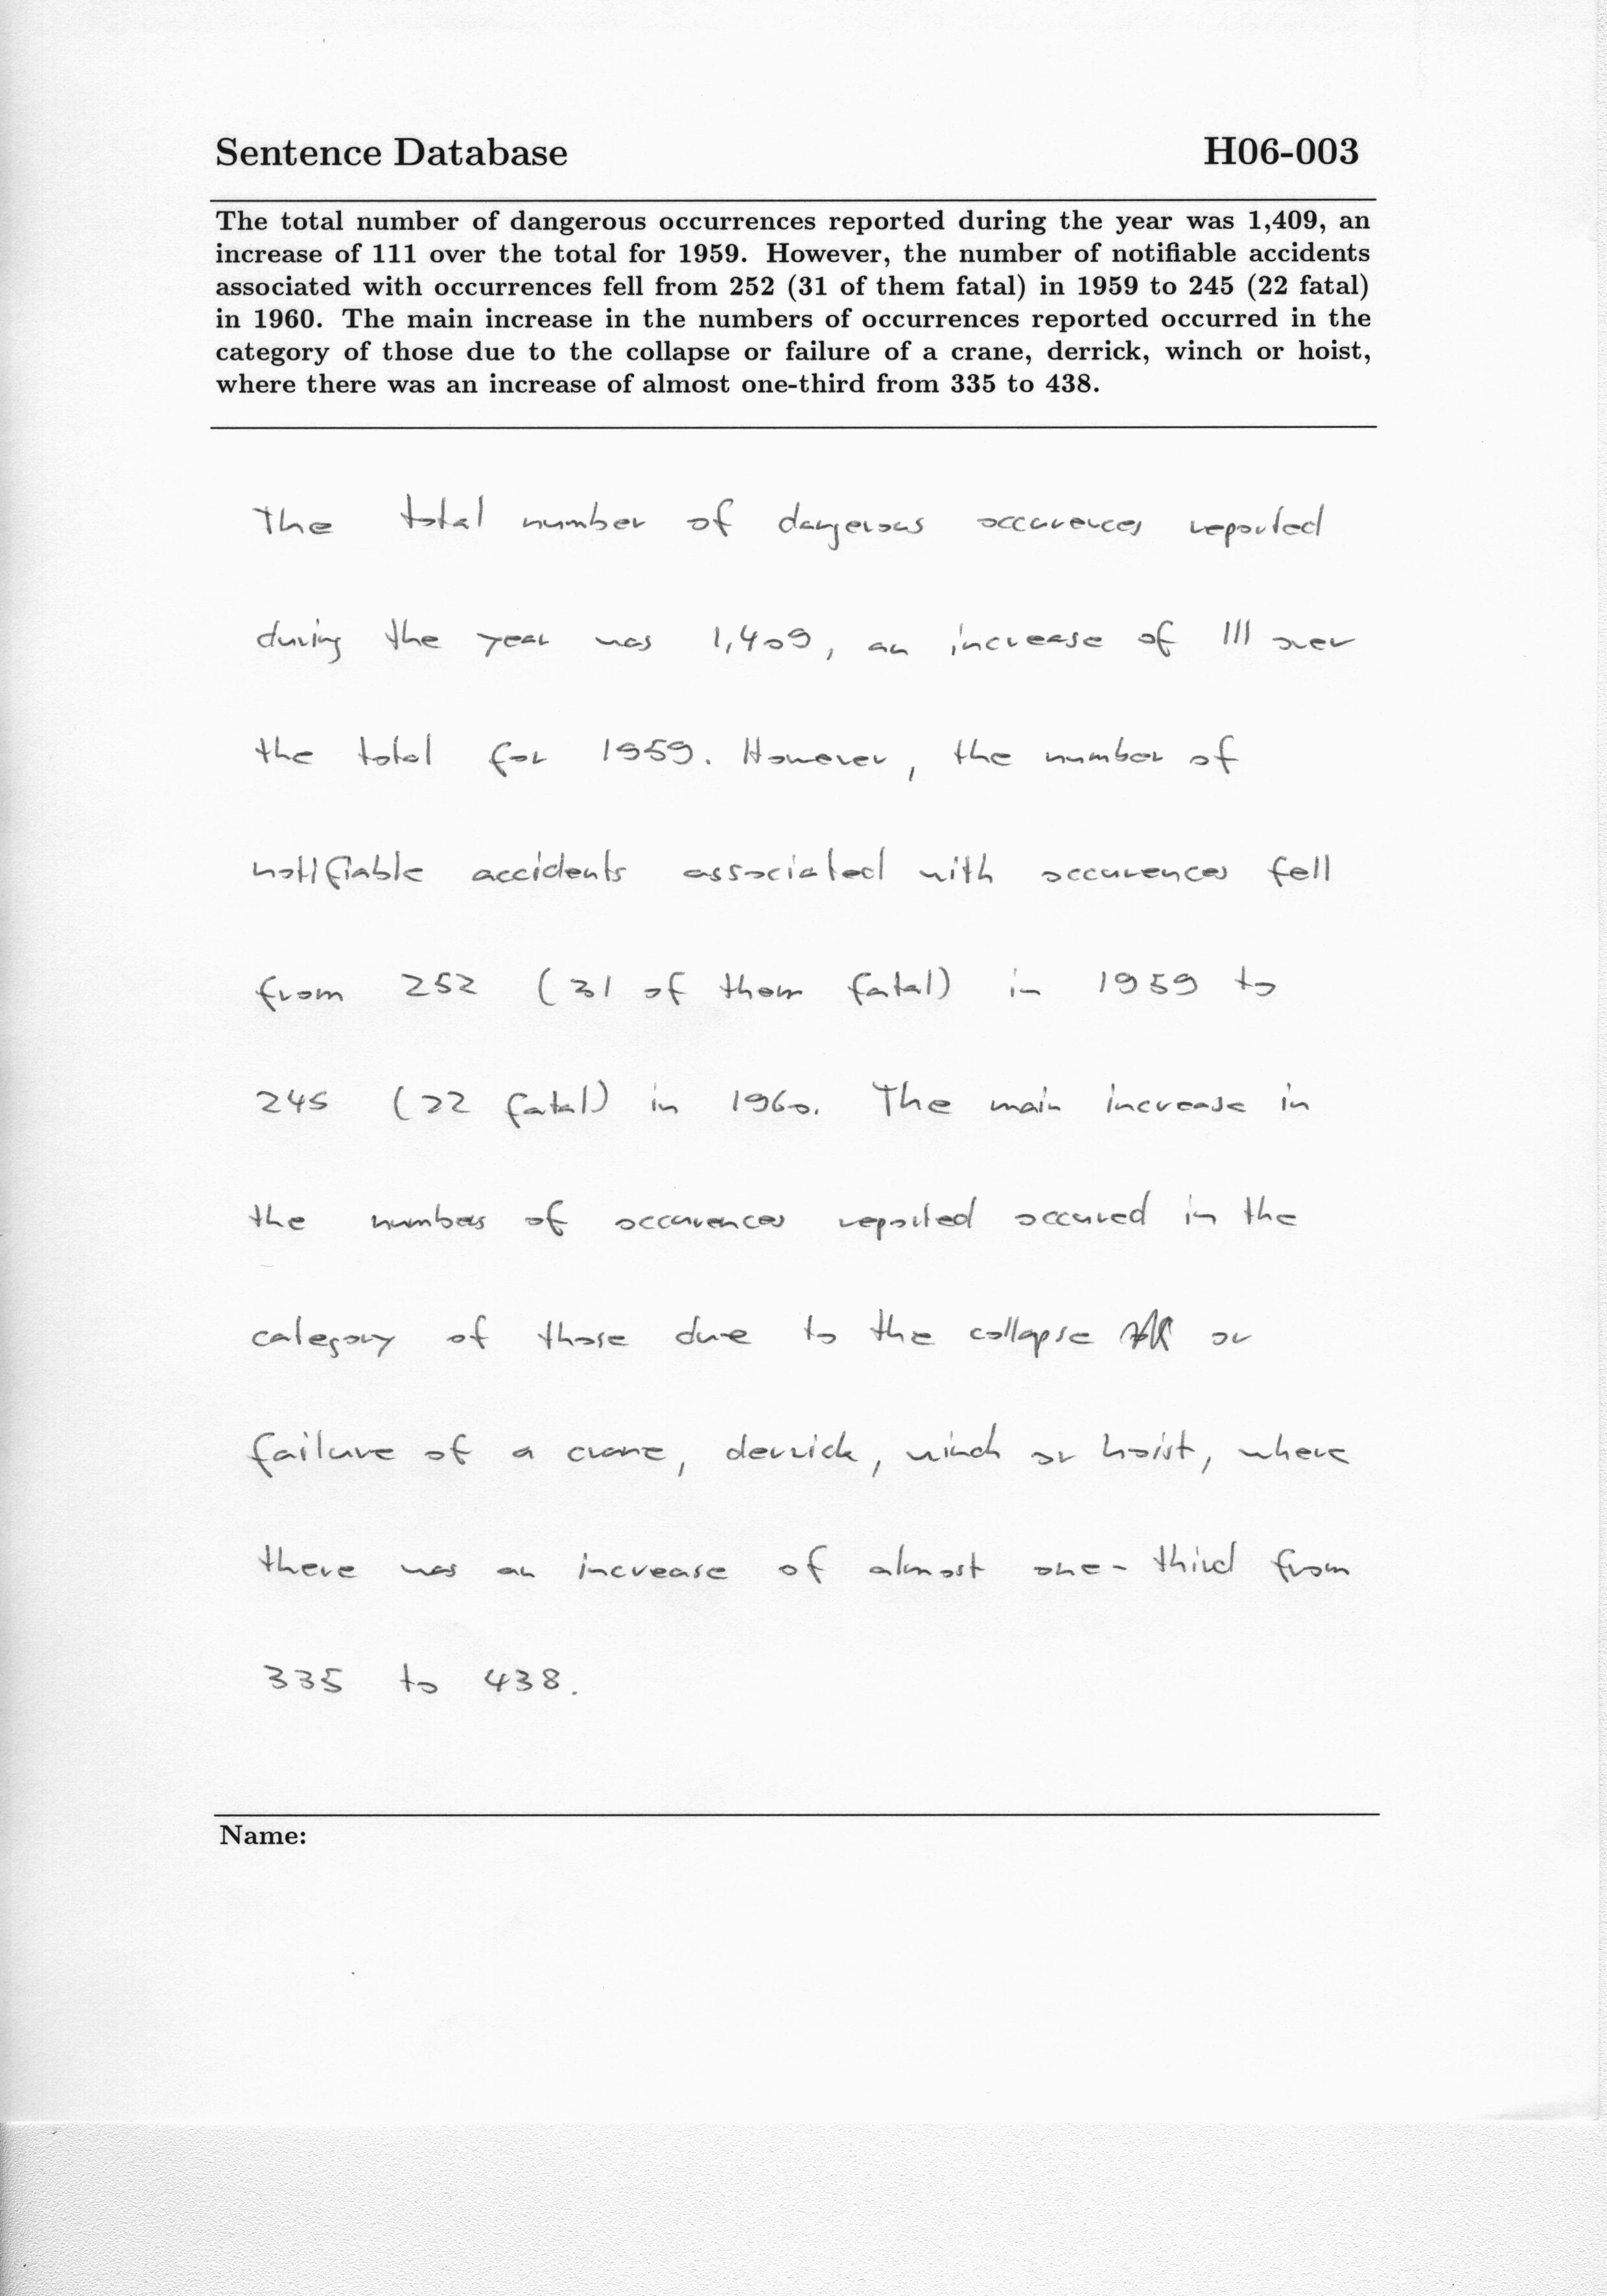 Sentence Database H06-003
The total number of dangerous occurrences reported during the year was 1,409, an
increase of 111 over the total for 1959. However, the number of notifiable accidents
associated with occurrences fell from 252 (31 of them fatal) in 1959 to 245 (22 fatal)
in 1960. The main increase in the numbers of occurrences reported occurred in the
category of those due to the collapse or failure of a crane, derrick, winch or hoist,
where there was an increase of almost one-third from 335 to 438.
The total number of dangerous occurences reported
during the year was 1,409, an increase of 111 over
the total for 1959. However, the number of
notifiable accidents associated with occurences fell
from 252 (31 of them fatal) in 1959 to
245 (22 fatal) in 1960. The main increase in
the numbers of occurences reported occured in the
category of those due to the collapse or
failure of a crane, derrick, winch or hoist, where
there was an increase of almost one-third from
335 to 438.
Name: